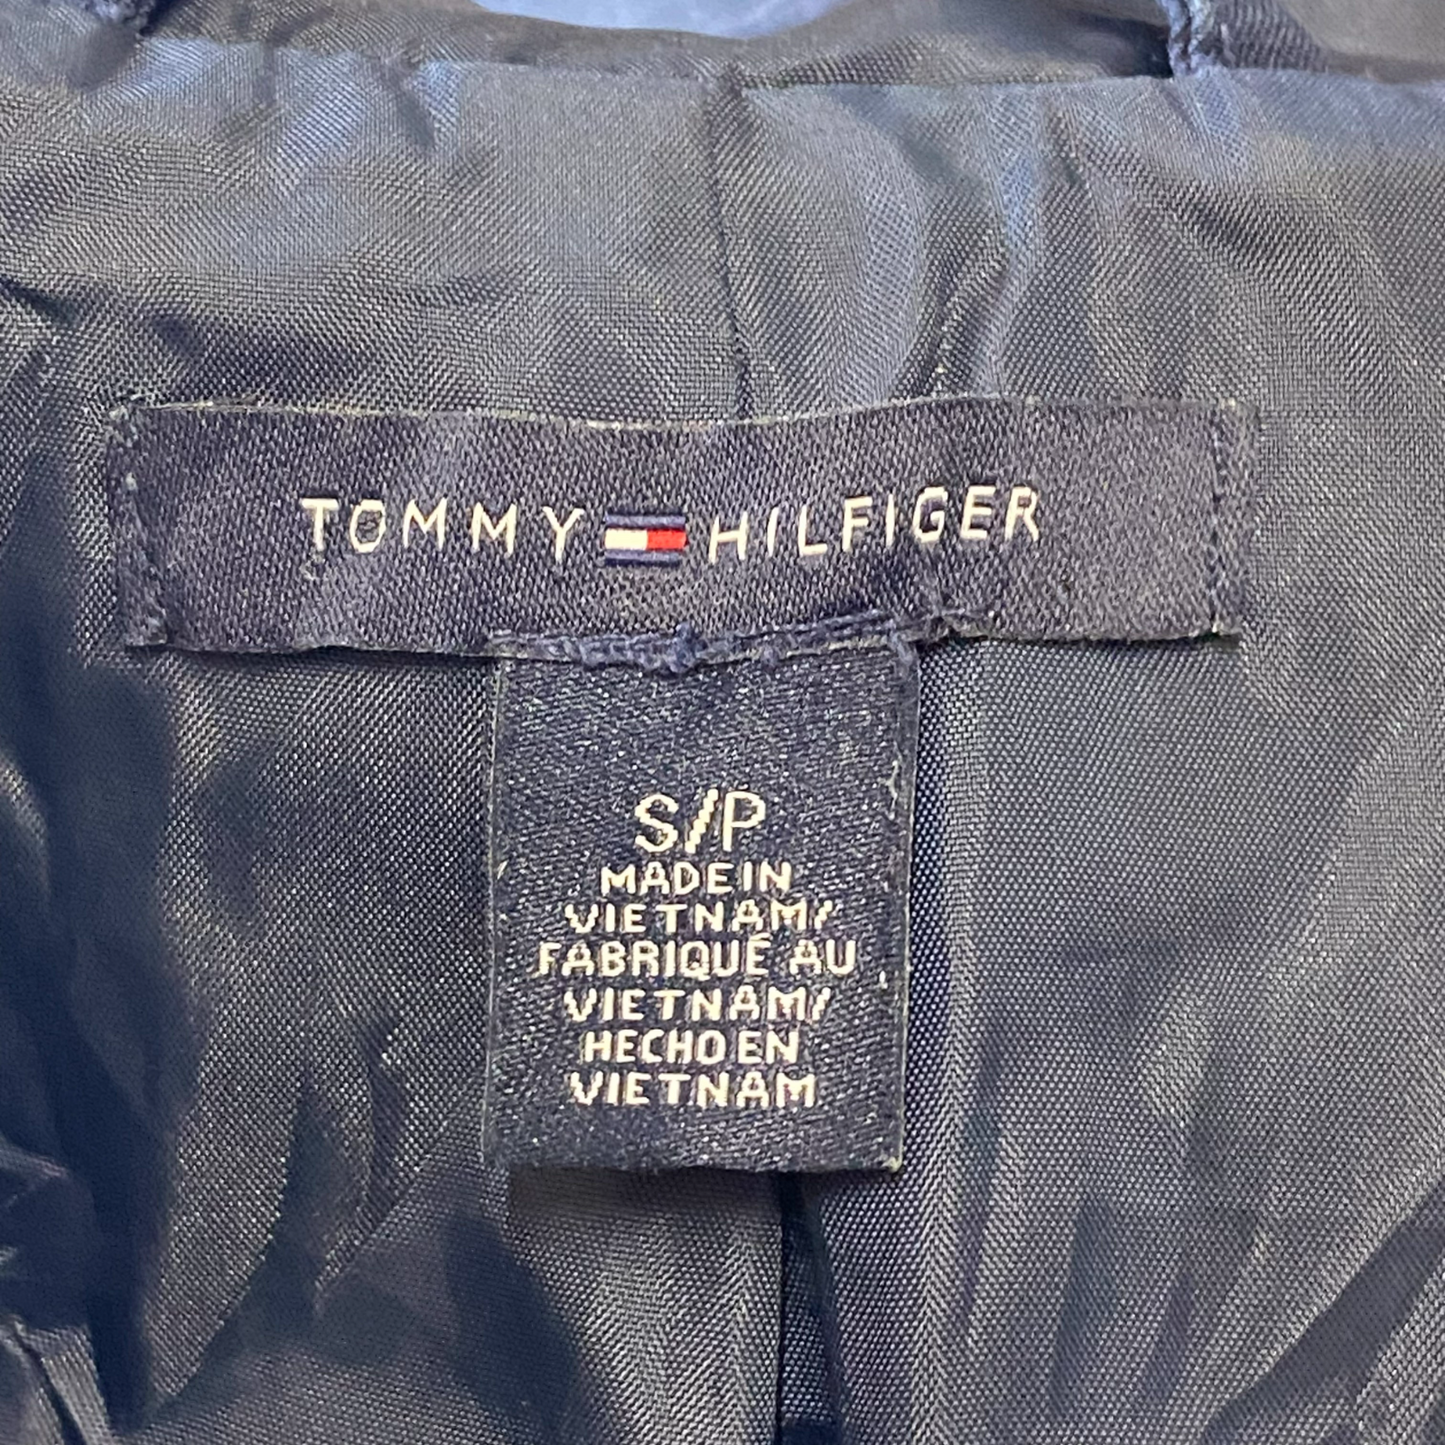 TOMMY HILFIGER
S/P
MADE IN
VIETNAM/
FABRIQUÉ AU
VIETNAM/
HECHO EN
VIETNAM